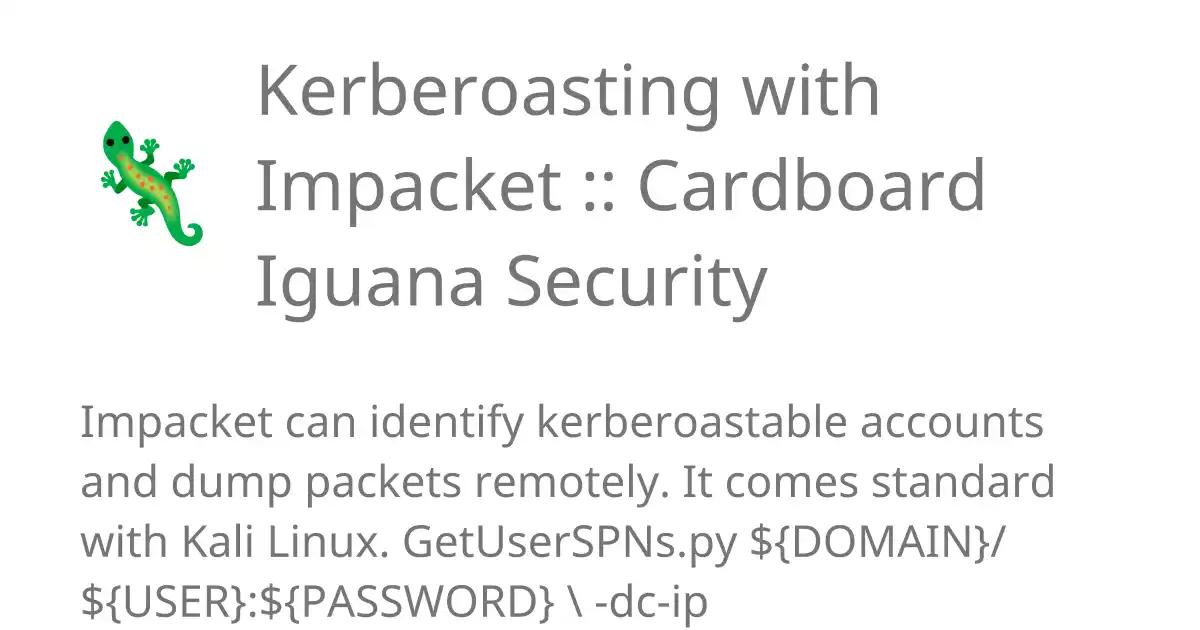 Kerberoasting with
Impacket :: Cardboard
Iguana Security
Impacket can identify kerberoastable accounts
and dump packets remotely. It comes standard
with Kali Linux. GetUserSPNs.py ${DOMAIN}/
${USER}:${PASSWORD} \ -dc-ip